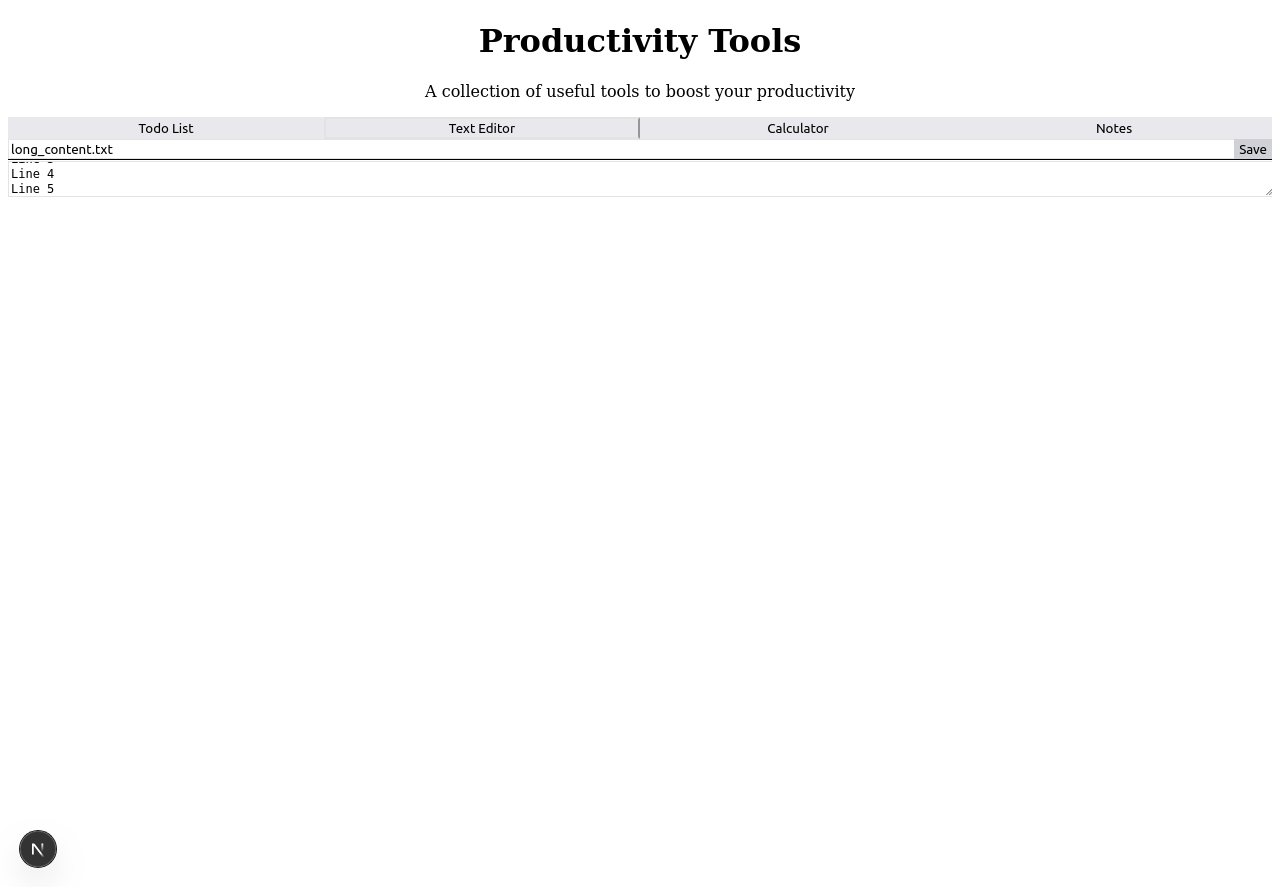 Productivity Tools
A collection of useful tools to boost your productivity
Todo List Text Editor Calculator Notes
long_content.txt Save
Line 4
Line 5
N